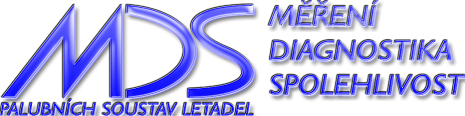 MDS
PALUBNÍCH SOUSTAV LETADEL
MĚŘENÍ
DIAGNOSTIKA
SPOLEHLIVOST